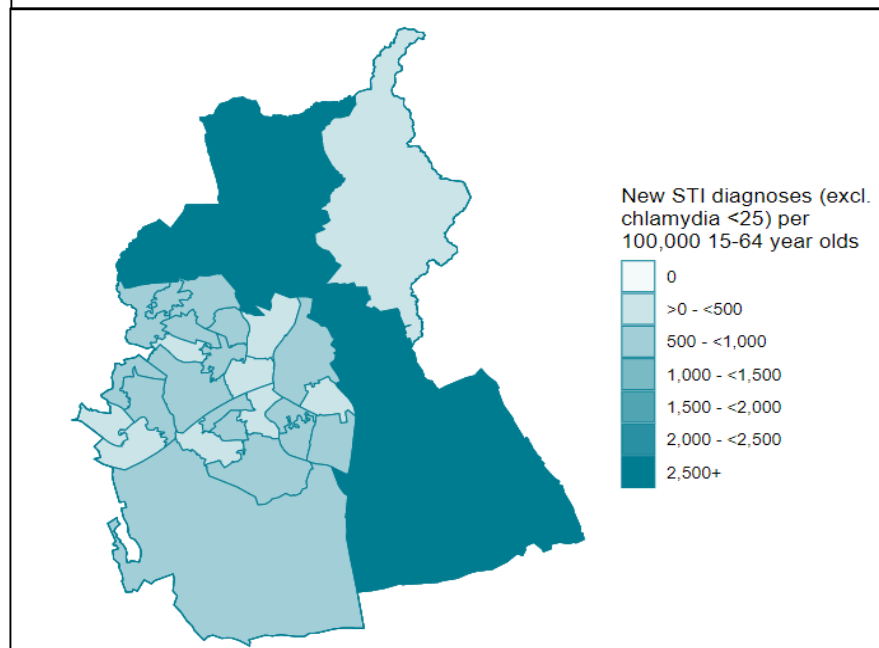 New STI diagnoses (excl.
chlamydia <25) per
100,000 15-64 year olds
0
>0 - <500
500 - <1,000
1,000 - <1,500
1,500 - <2,000
2,000 - <2,500
2,500+